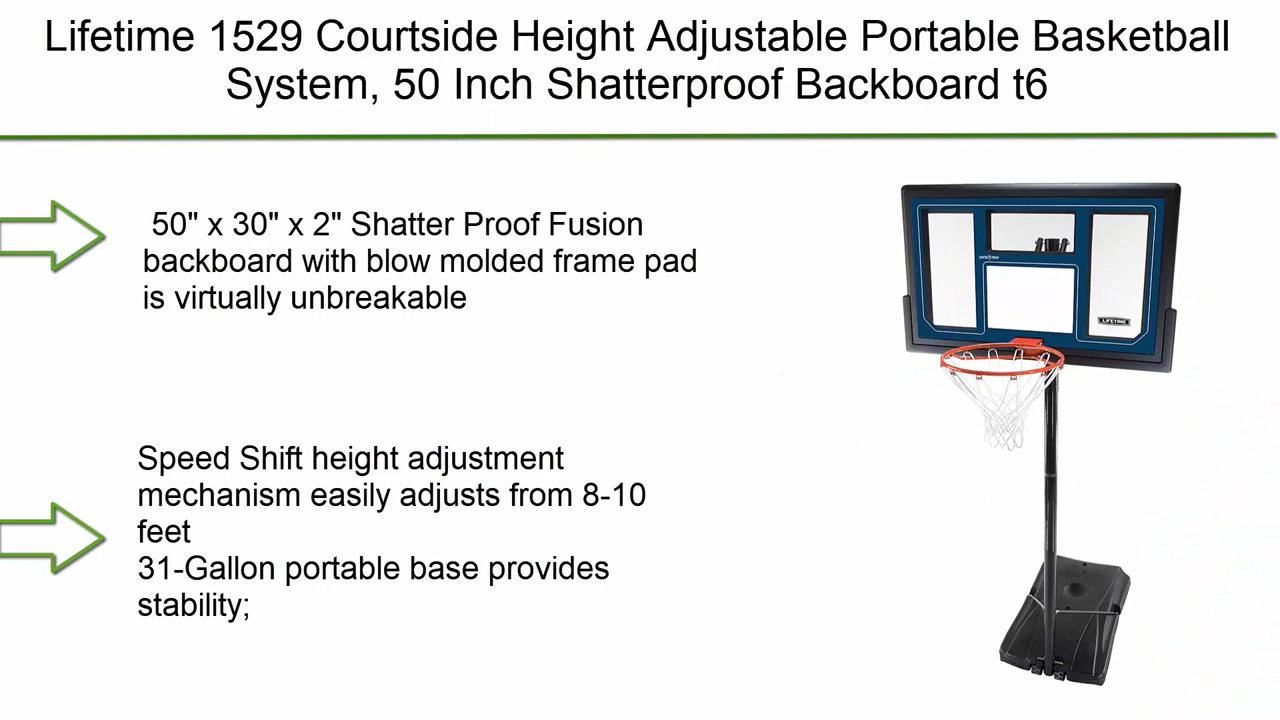 Lifetime 1529 Courtside Height Adjustable Portable Basketball
System, 50 Inch Shatterproof Backboard t6
50" x 30" x 2" Shatter Proof Fusion
backboard with blow molded frame pad
is virtually unbreakable
LIFETIME
Speed Shift height adjustment
mechanism easily adjusts from 8-10
feet
31-Gallon portable base provides
stability;